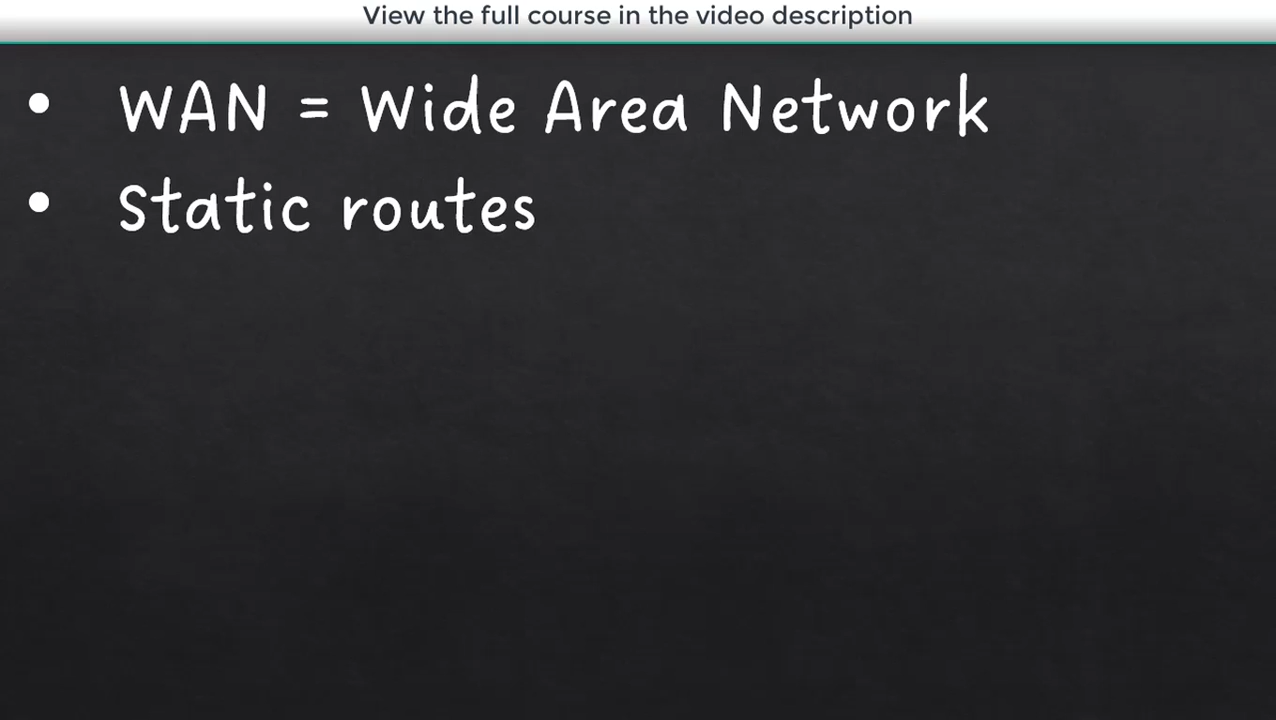 View the full course in the video description
• WAN = Wide Area Network
• Static routes